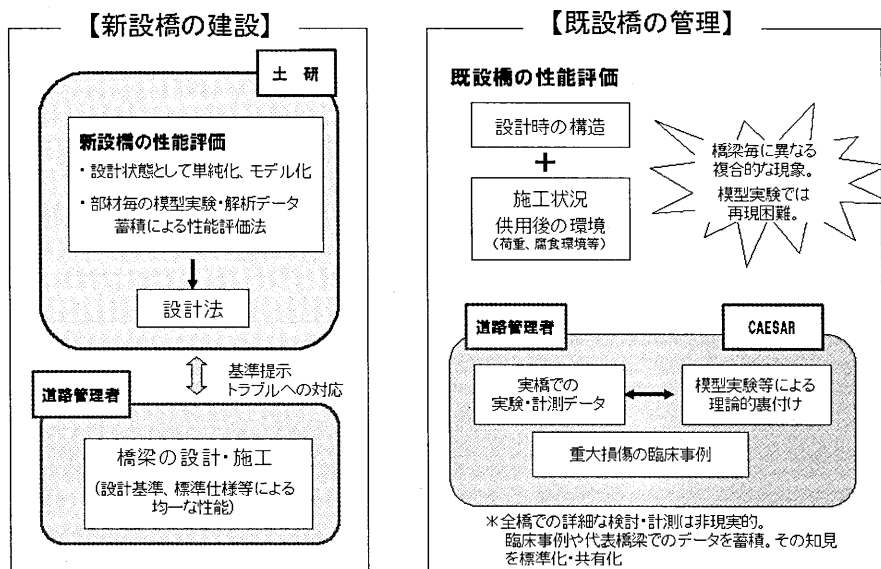 【新設橋の建設】
土 研
新設橋の性能評価
・設計状態として単純化、モデル化
・部材毎の模型実験・解析データ
蓄積による性能評価法
設計法
基準提示
トラブルへの対応
道路管理者
橋梁の設計・施工
(設計基準、標準仕様等による
均一な性能)
【既設橋の管理】
既設橋の性能評価
設計時の構造
+
施工状況
供用後の環境
(荷重、腐食環境等)
橋梁毎に異なる
複合的な現象。
模型実験では
再現困難。
道路管理者
CAESAR
実橋での
実験・計測データ
模型実験等による
理論的裏付け
重大損傷の臨床事例
＊全橋での詳細な検討・計測は非現実的。
臨床事例や代表橋梁でのデータを蓄積。その知見
を標準化・共有化